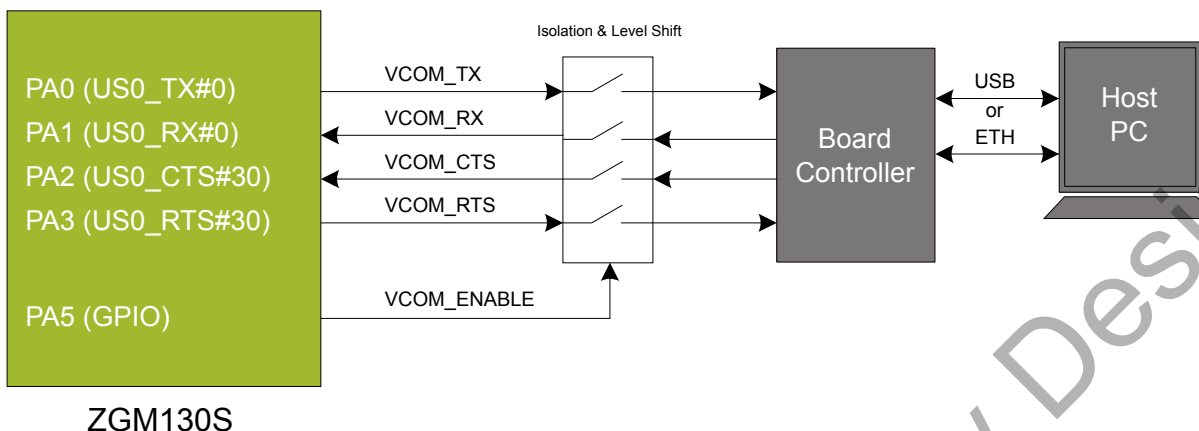 Isolation & Level Shift
PA0 (US0_TX#0)
VCOM_TX
PA1 (US0_RX#0)
VCOM_RX
PA2 (US0_CTS#30)
VCOM_CTS
PA3 (US0_RTS#30)
VCOM_RTS
PA5 (GPIO)
VCOM_ENABLE
Board
Controller
USB
or
ETH
Host
PC
ZGM130S